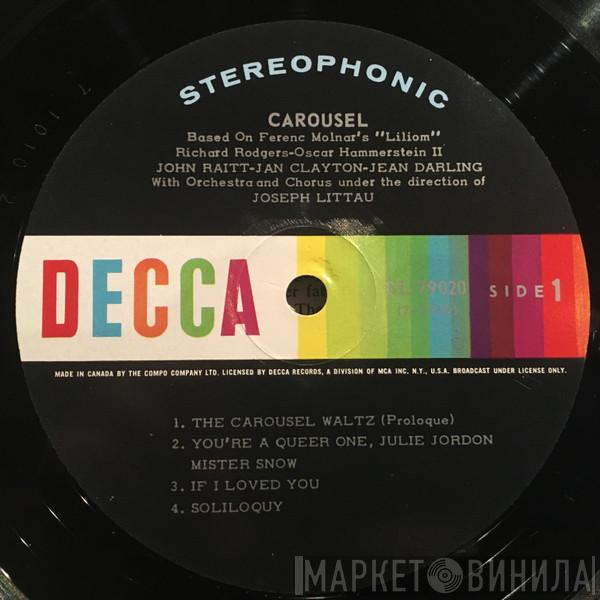 STEREOPHONIC
CAROUSEL
Based On Ferenc Molnar's "Liliom"
Richard Rodgers-Oscar Hammerstein II
JOHN RAITT-JAN CLAYTON-JEAN DARLING
With Orchestra and Chorus under the direction of
JOSEPH LITTAU
DECCA
79020
SIDE 1
MADE IN CANADA BY THE COMPO COMPANY LTD. LICENSED BY DECCA RECORDS, A DIVISION OF MCA INC. N.Y., U.S.A. BROADCAST UNDER LICENSE ONLY.
1. THE CAROUSEL WALTZ (Proloque)
2. YOU'RE A QUEER ONE, JULIE JORDON
MISTER SNOW
3. IF I LOVED YOU
4. SOLILOQUY
МАРКЕТ ВИНИЛА